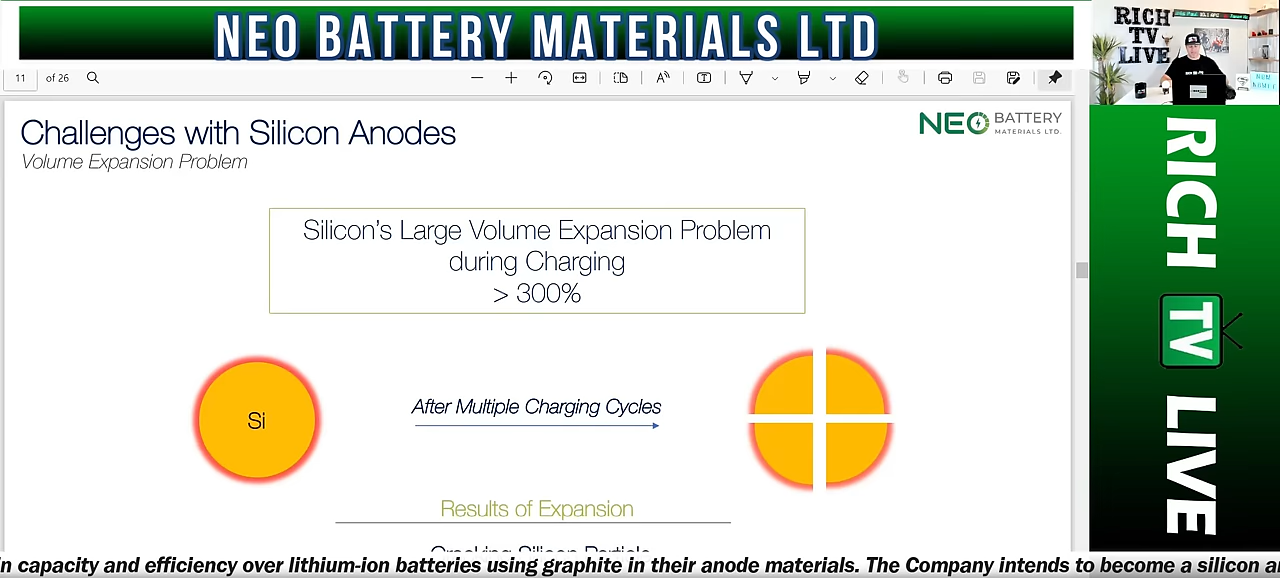 NEO BATTERY MATERIALS LTD
11 of 26
Challenges with Silicon Anodes
Volume Expansion Problem
NEO BATTERY
MATERIALS LTD.
Silicon's Large Volume Expansion Problem
during Charging
> 300%
Si
After Multiple Charging Cycles
Results of Expansion
Cracking Silicon Particle
n capacity and efficiency over lithium-ion batteries using graphite in their anode materials. The Company intends to become a silicon a
RICH
TV
LIVE
RICH
TV
LIVE